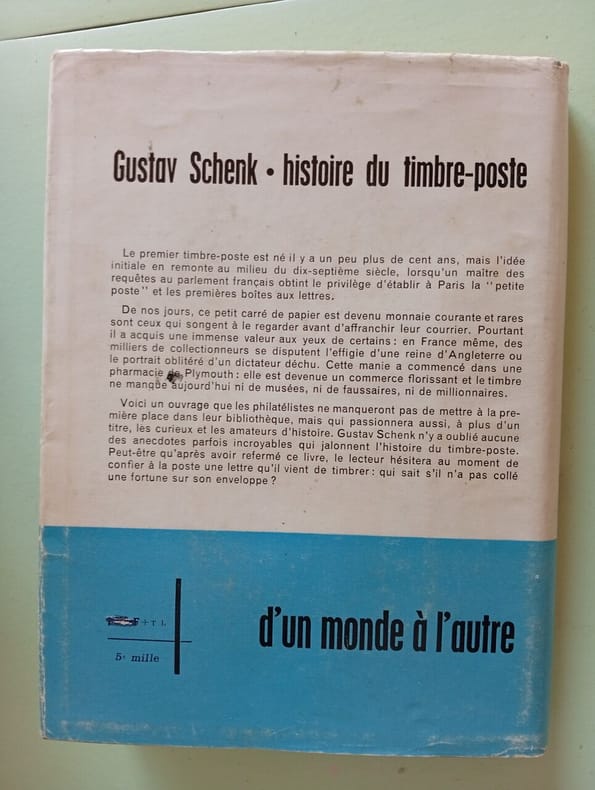 Gustav Schenk • histoire du timbre-poste
Le premier timbre-poste est né il y a un peu plus de cent ans, mais l'idée
initiale en remonte au milieu du dix-septième siècle, lorsqu'un maître des
requêtes au parlement français obtint le privilège d'établir à Paris la "petite
poste" et les premières boîtes aux lettres.
De nos jours, ce petit carré de papier est devenu monnaie courante et rares
sont ceux qui songent à le regarder avant d'affranchir leur courrier. Pourtant
il a acquis une immense valeur aux yeux de certains : en France même, des
milliers de collectionneurs se disputent l'effigie d'une reine d'Angleterre ou
le portrait oblitéré d'un dictateur déchu. Cette manie a commencé dans une
pharmacie de Plymouth : elle est devenue un commerce florissant et le timbre
ne manque aujourd'hui ni de musées, ni de faussaires, ni de millionnaires.
Voici un ouvrage que les philatélistes ne manqueront pas de mettre à la pre-
mière place dans leur bibliothèque, mais qui passionnera aussi, à plus d'un
titre, les curieux et les amateurs d'histoire. Gustav Schenk n'y a oublié aucune
des anecdotes parfois incroyables qui jalonnent l'histoire du timbre-poste.
Peut-être qu'après avoir refermé ce livre, le lecteur hésitera au moment de
confier à la poste une lettre qu'il vient de timbrer : qui sait s'il n'a pas collé
une fortune sur son enveloppe ?
+ T. L.
d'un monde à l'autre
5e mille